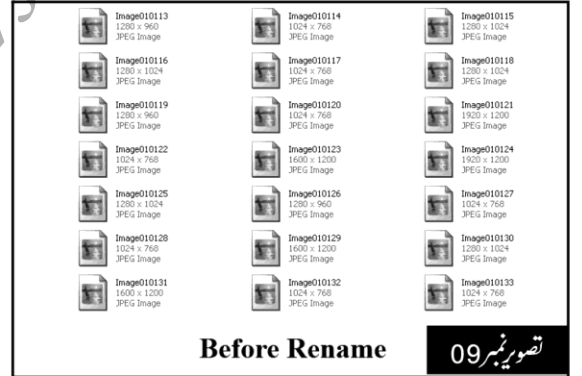 Image010113
1280 x 960
JPEG Image
Image010114
1024 x 768
JPEG Image
Image010115
1280 x 1024
JPEG Image
Image010116
1280 x 1024
JPEG Image
Image010117
1024 x 768
JPEG Image
Image010118
1280 x 1024
JPEG Image
Image010119
1280 x 960
JPEG Image
Image010120
1024 x 768
JPEG Image
Image010121
1920 x 1200
JPEG Image
Image010122
1024 x 768
JPEG Image
Image010123
1600 x 1200
JPEG Image
Image010124
1920 x 1200
JPEG Image
Image010125
1280 x 1024
JPEG Image
Image010126
1280 x 960
JPEG Image
Image010127
1024 x 768
JPEG Image
Image010128
1024 x 768
JPEG Image
Image010129
1600 x 1200
JPEG Image
Image010130
1280 x 1024
JPEG Image
Image010131
1600 x 1200
JPEG Image
Image010132
1024 x 768
JPEG Image
Image010133
1024 x 768
JPEG Image
Before Rename
تصویر نمبر 09